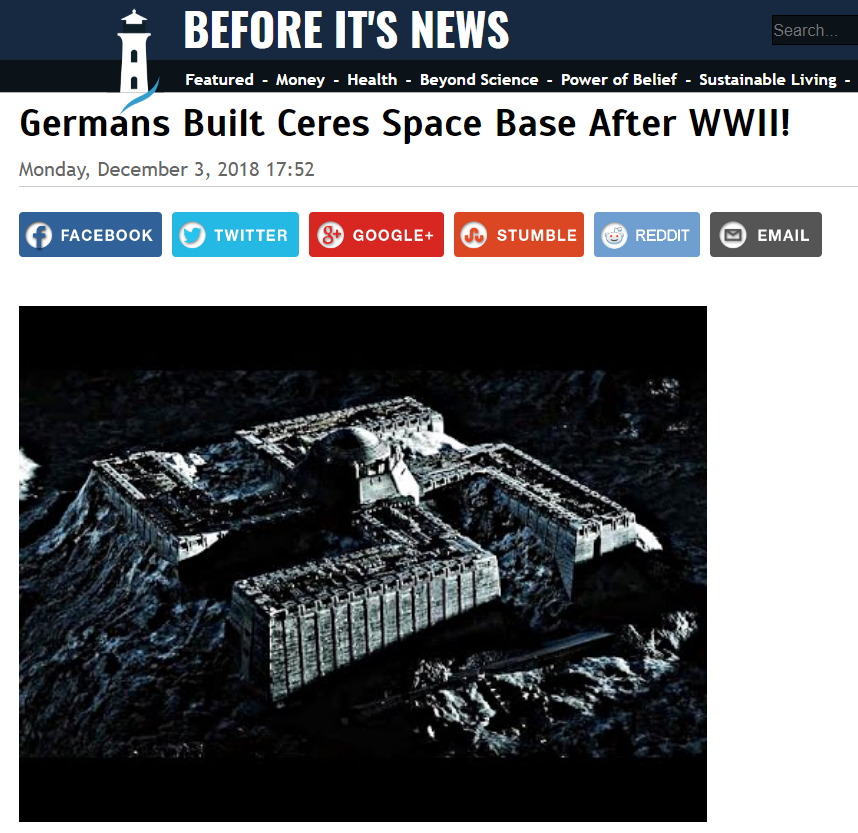 BEFORE IT'S NEWS
Search...
Featured - Money - Health - Beyond Science - Power of Belief - Sustainable Living -
Germans Built Ceres Space Base After WWII!
Monday, December 3, 2018 17:52
FACEBOOK TWITTER GOOGLE+ STUMBLE REDDIT EMAIL